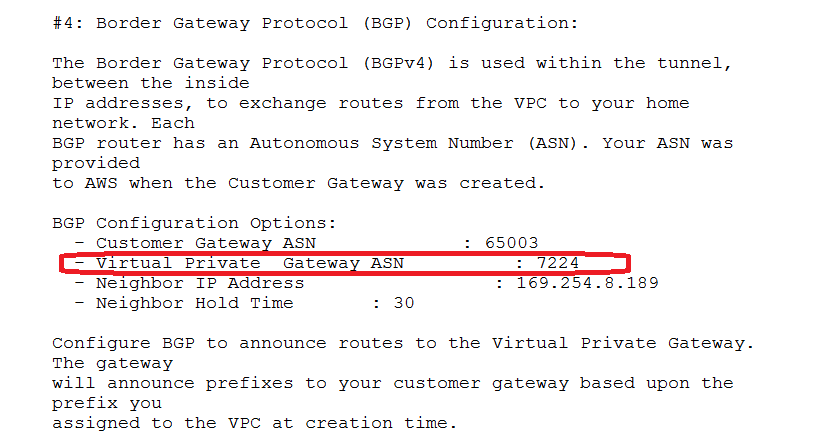 #4: Border Gateway Protocol (BGP) Configuration:
The Border Gateway Protocol (BGPv4) is used within the tunnel,
between the inside
IP addresses, to exchange routes from the VPC to your home
network. Each
BGP router has an Autonomous System Number (ASN). Your ASN was
provided
to AWS when the Customer Gateway was created.
BGP Configuration Options:
- Customer Gateway ASN : 65003
- Virtual Private Gateway ASN : 7224
- Neighbor IP Address : 169.254.8.189
- Neighbor Hold Time : 30
Configure BGP to announce routes to the Virtual Private Gateway.
The gateway
will announce prefixes to your customer gateway based upon the
prefix you
assigned to the VPC at creation time.